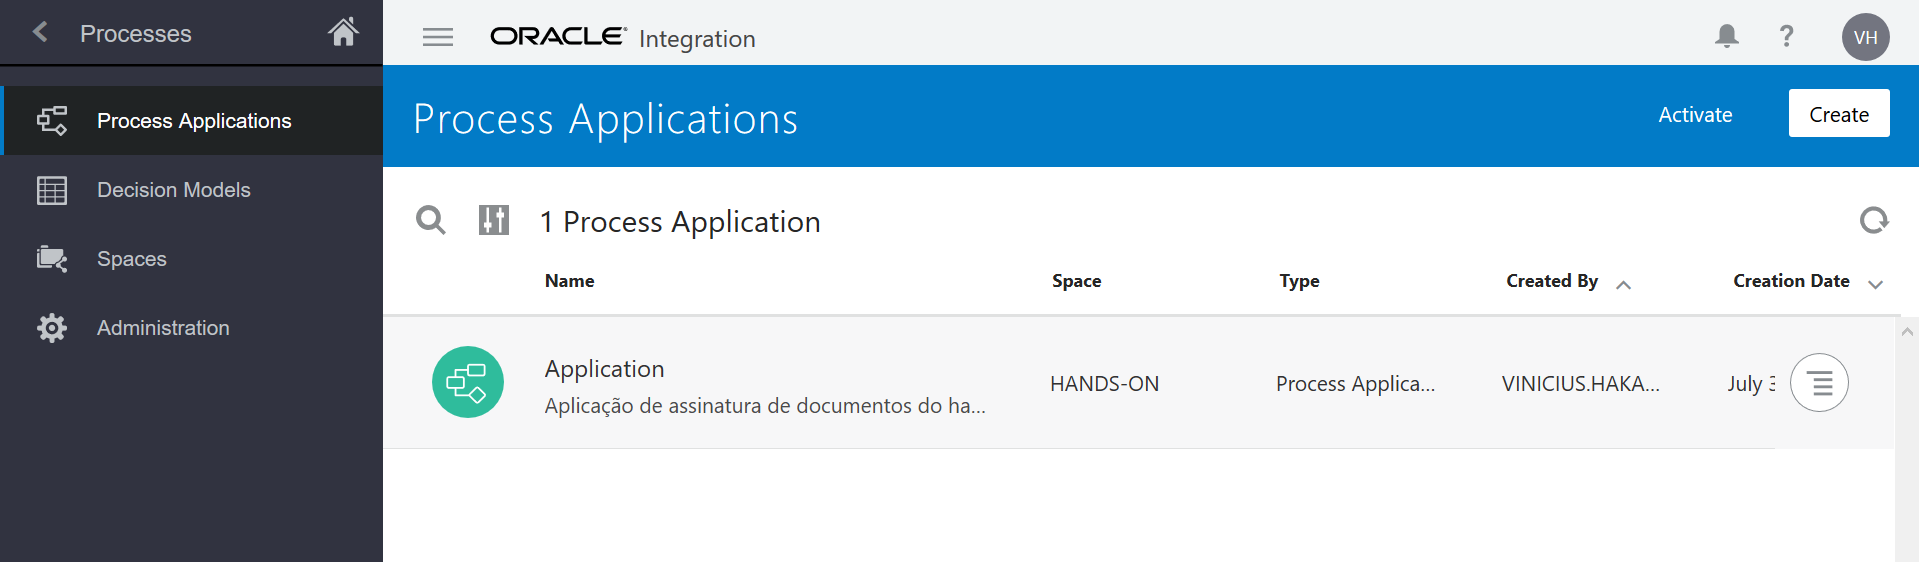 Processes
ORACLE® Integration
?
VH
Process Applications
Decision Models
Spaces
Administration
Process Applications
Activate
Create
1 Process Application
Name Space Type Created By Creation Date
Application
Aplicação de assinatura de documentos do ha...
HANDS-ON
Process Applica...
VINICIUS.HAKA...
July